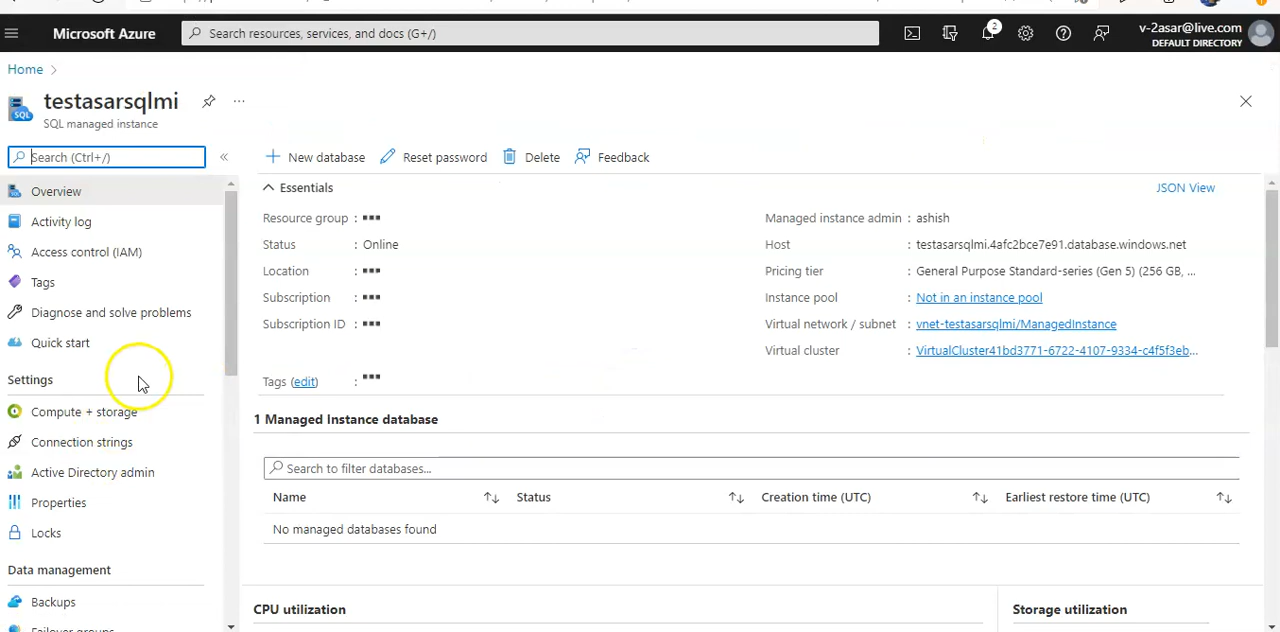 Microsoft Azure
Search resources, services, and docs (G+/)
2
v-2asar@live.com
DEFAULT DIRECTORY
Home
testasarsqlmi
SQL
SQL managed instance
Search (Ctrl+/)
New database
Reset password
Delete
Feedback
Overview
Activity log
Access control (IAM)
Tags
Diagnose and solve problems
Quick start
Settings
Compute + storage
Connection strings
Active Directory admin
Properties
Locks
Data management
Backups
Failover groups
Essentials
JSON View
Resource group :
Status : Online
Location :
Subscription :
Subscription ID :
Tags (edit) :
Managed instance admin : ashish
Host : testasarsqlmi.4afc2bce7e91.database.windows.net
Pricing tier : General Purpose Standard-series (Gen 5) (256 GB, ...
Instance pool : Not in an instance pool
Virtual network / subnet : vnet-testasarsqlmi/ManagedInstance
Virtual cluster : VirtualCluster41bd3771-6722-4107-9334-c4f5f3eb...
1 Managed Instance database
Search to filter databases...
Name Status Creation time (UTC) Earliest restore time (UTC)
No managed databases found
CPU utilization
Storage utilization